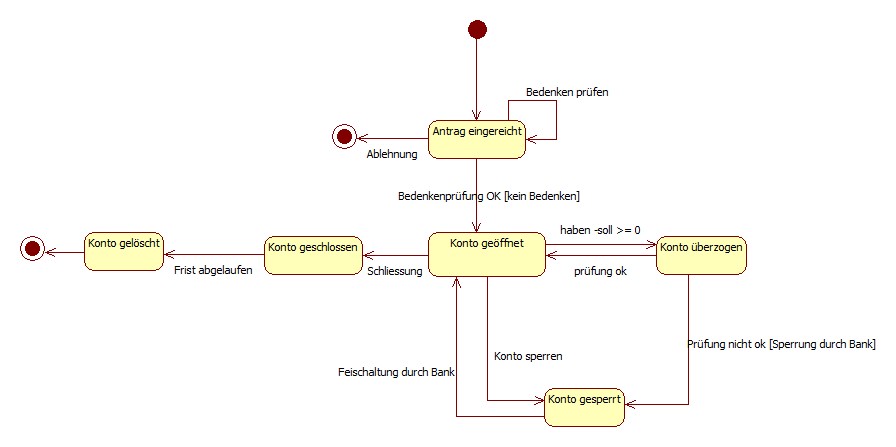 Bedenken prüfen
Antrag eingereicht
Ablehnung
Bedenkenprüfung OK [kein Bedenken]
haben -soll >= 0
Konto gelöscht
Konto geschlossen
Konto geöffnet
Konto überzogen
Frist abgelaufen
Schliessung
prüfung ok
Prüfung nicht ok [Sperrung durch Bank]
Konto sperren
Feischaltung durch Bank
Konto gesperrt